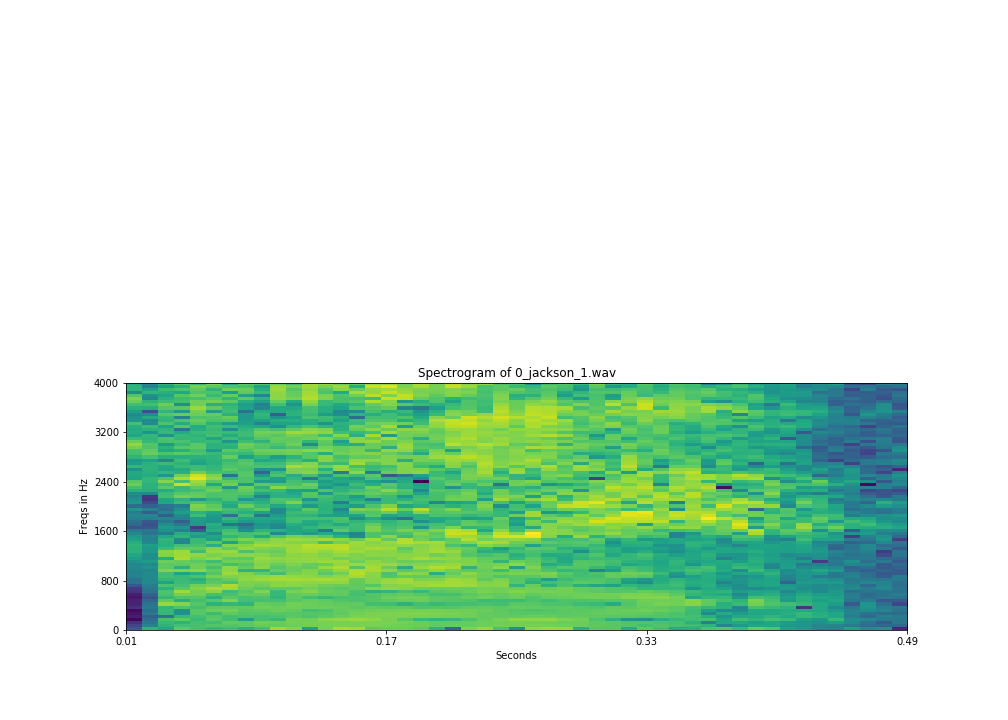 Spectrogram of 0_jackson_1.wav
4000
3200
2400
1600
800
0
Freqs in Hz
0.01 0.17 0.33 0.49
Seconds